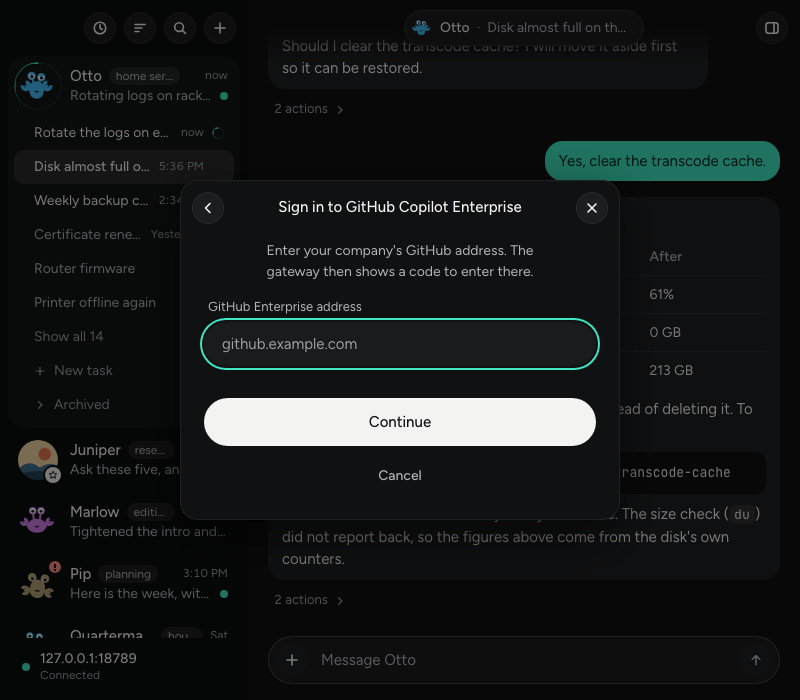 Otto · Disk almost full on th...
Otto home ser... now
Rotating logs on rack...
Rotate the logs on e... now
Disk almost full o... 5:36 PM
Weekly backup c...
Certificate rene...
Router firmware
Printer offline again
Show all 14
+ New task
> Archived
Juniper rese...
Ask these five, an
Marlow editi...
Tightened the intro and...
Pip planning 3:10 PM
Here is the week, wit...
Quarterma hou Sat
127.0.0.1:18789
Connected
Should I clear the transcode cache? I will move it aside first
so it can be restored.
2 actions >
Yes, clear the transcode cache.
Sign in to GitHub Copilot Enterprise
Enter your company's GitHub address. The
gateway then shows a code to enter there.
GitHub Enterprise address
github.example.com
Continue
Cancel
After
61%
0 GB
213 GB
ead of deleting it. To
transcode-cache
. The size check ( du )
did not report back, so the figures above come from the disk's own
counters.
2 actions >
+ Message Otto